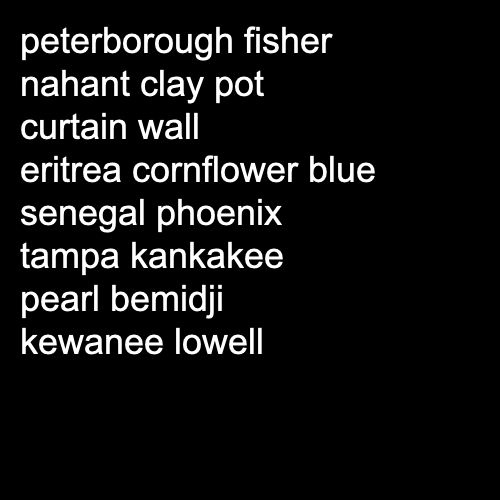 peterborough fisher
nahant clay pot
curtain wall
eritrea cornflower blue
senegal phoenix
tampa kankakee
pearl bemidji
kewanee lowell